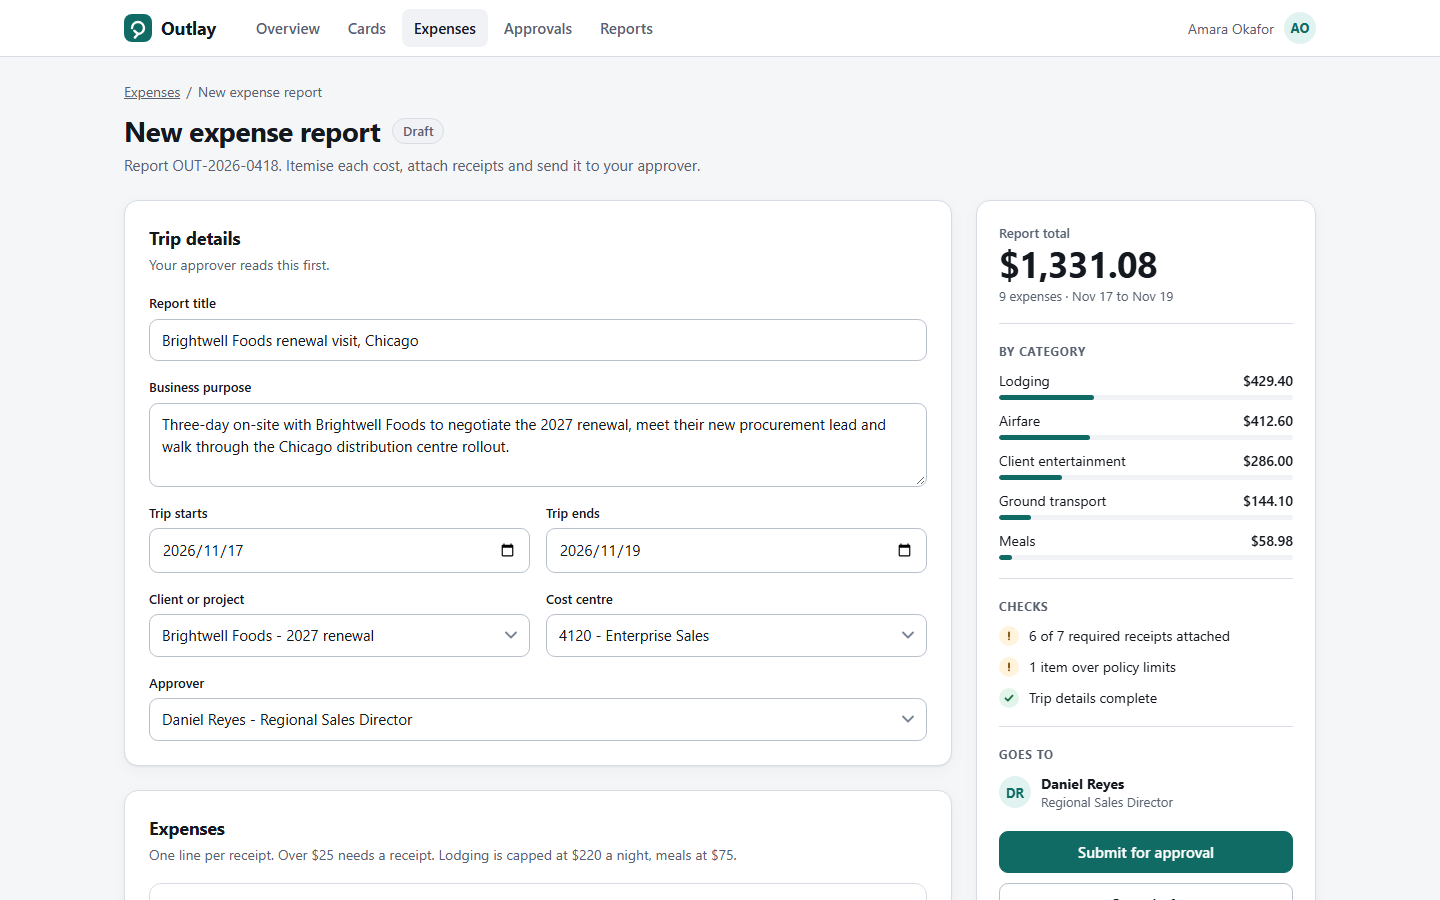 Outlay
Overview
Cards
Expenses
Approvals
Reports
Amara Okafor
AO
Expenses / New expense report
New expense report
Draft
Report OUT-2026-0418. Itemise each cost, attach receipts and send it to your approver.
Trip details
Your approver reads this first.
Report title
Brightwell Foods renewal visit, Chicago
Business purpose
Three-day on-site with Brightwell Foods to negotiate the 2027 renewal, meet their new procurement lead and
walk through the Chicago distribution centre rollout.
Trip starts
Trip ends
2026/11/17
2026/11/19
Client or project
Cost centre
Brightwell Foods - 2027 renewal
4120 - Enterprise Sales
Approver
Daniel Reyes - Regional Sales Director
Expenses
One line per receipt. Over $25 needs a receipt. Lodging is capped at $220 a night, meals at $75.
Report total
$1,331.08
9 expenses · Nov 17 to Nov 19
BY CATEGORY
Lodging $429.40
Airfare $412.60
Client entertainment $286.00
Ground transport $144.10
Meals $58.98
CHECKS
! 6 of 7 required receipts attached
! 1 item over policy limits
Trip details complete
GOES TO
DR
Daniel Reyes
Regional Sales Director
Submit for approval